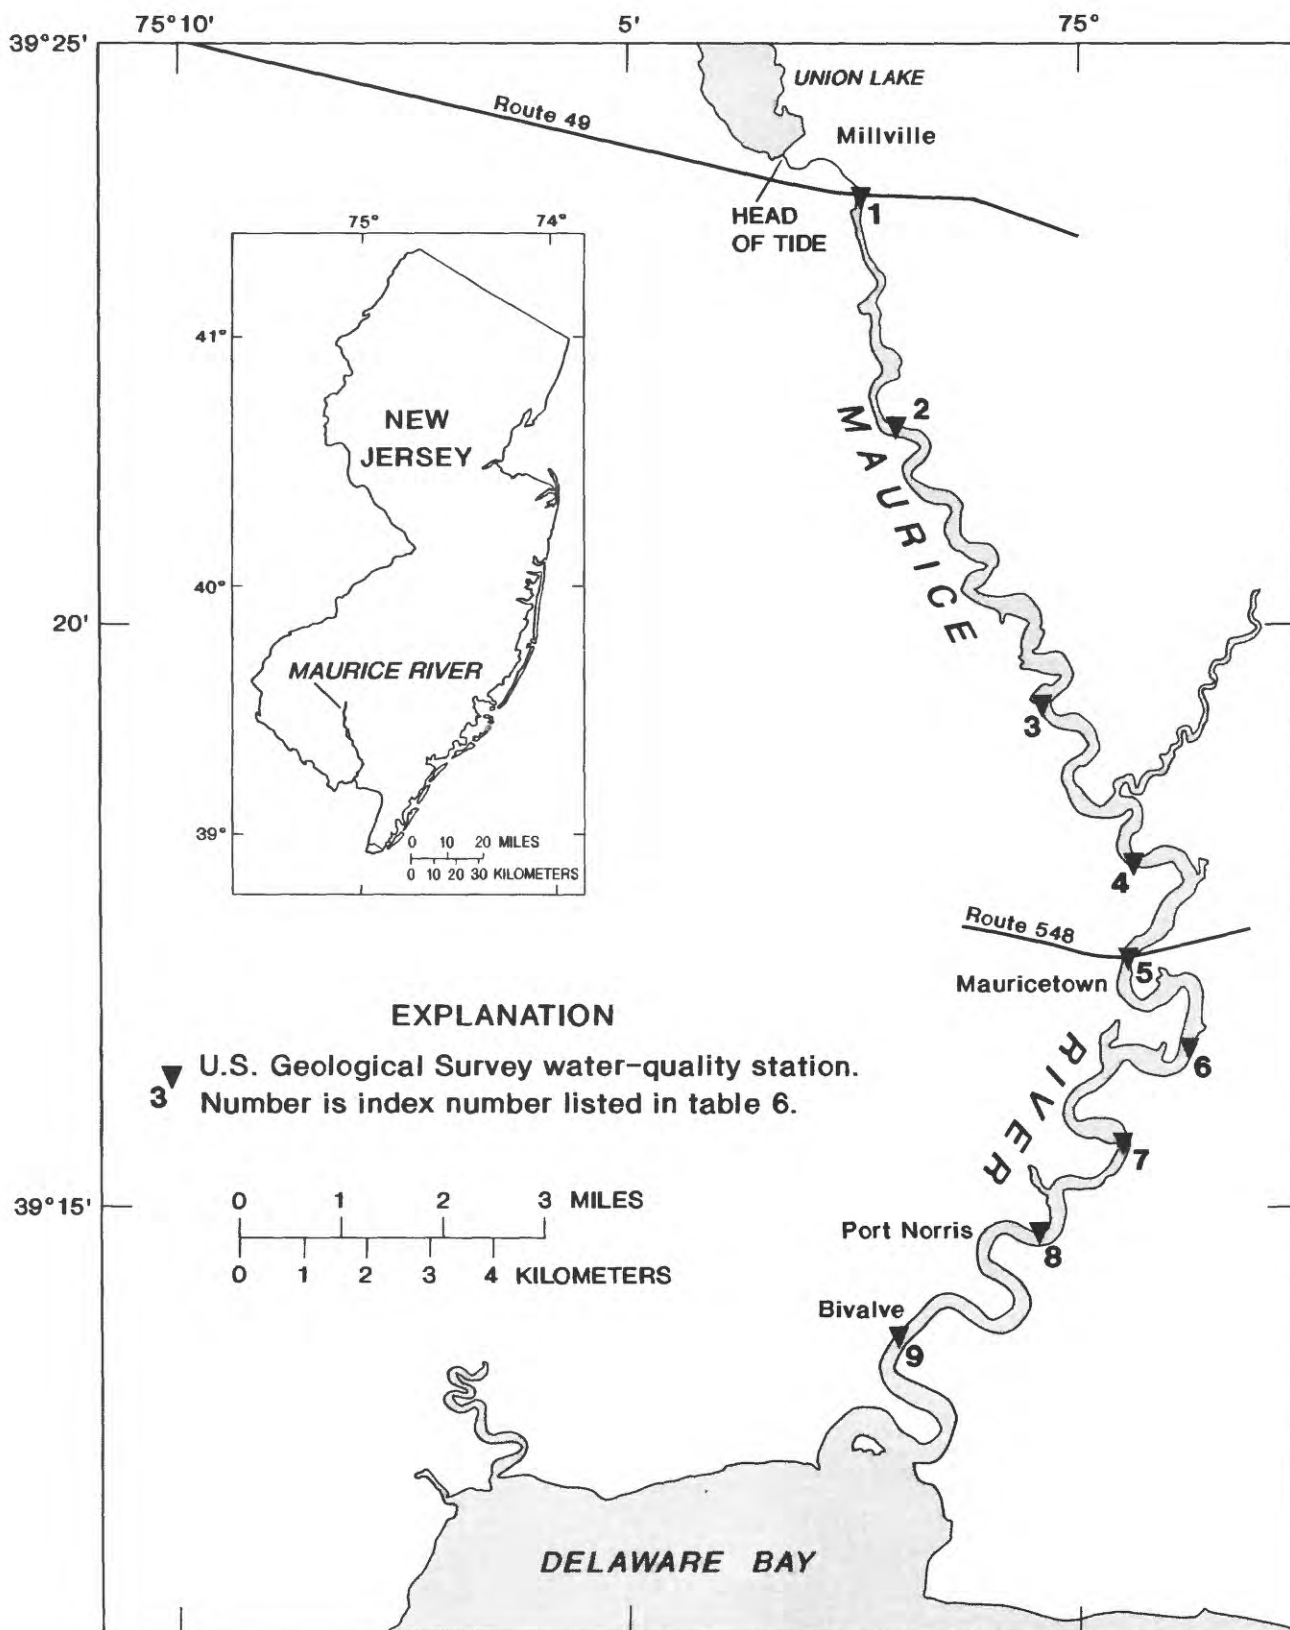 75°10'
5'
75°
39°25'
UNION LAKE
Route 49
Millville
HEAD
OF TIDE
1
75°
74°
41°
NEW
JERSEY
40°
MAURICE RIVER
39°
0 10 20 MILES
0 10 20 30 KILOMETERS
2
MAURICE
20'
3
4
Route 548
5
Mauricetown
EXPLANATION
3 U.S. Geological Survey water-quality station.
Number is index number listed in table 6.
RIVER
6
7
39°15'
0 1 2 3 MILES
0 1 2 3 4 KILOMETERS
Port Norris
8
Bivalve
9
DELAWARE BAY